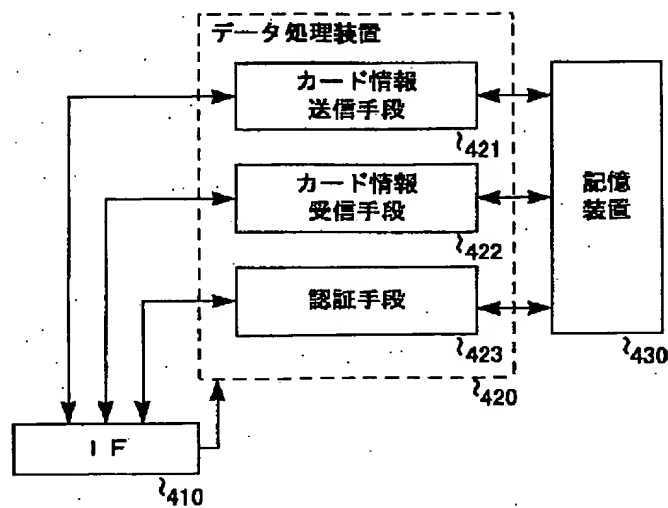 データ処理装置
カード情報
送信手段
421
カード情報
受信手段
422
認証手段
423
420
記憶
装置
430
IF
410